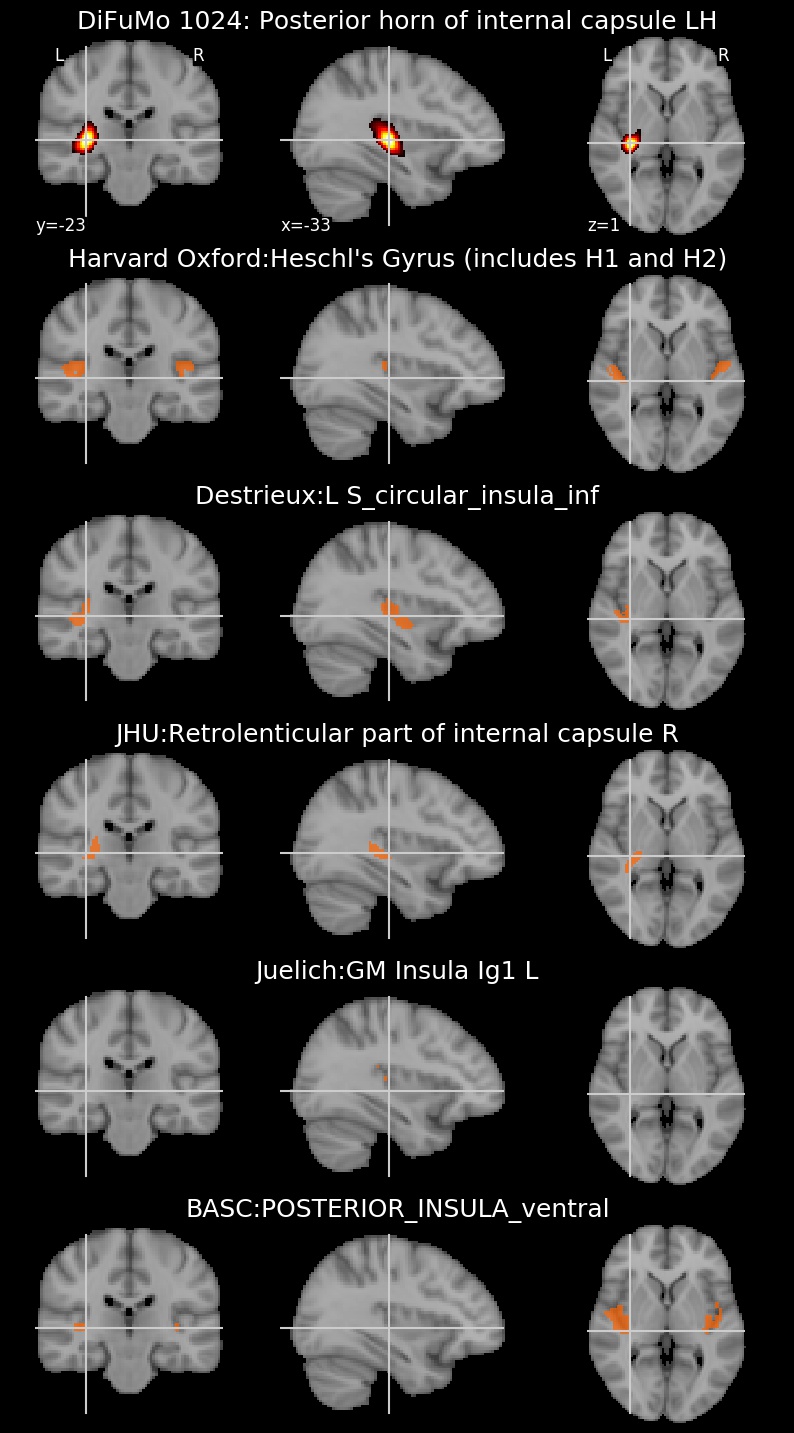 DiFuMo 1024: Posterior horn of internal capsule LH
L R L R
y=-23 x=-33 z=1
Harvard Oxford:Heschl's Gyrus (includes H1 and H2)
Destrieux:L S_circular_insula_inf
JHU:Retrolenticular part of internal capsule R
Juelich:GM Insula Ig1 L
BASC:POSTERIOR_INSULA_ventral